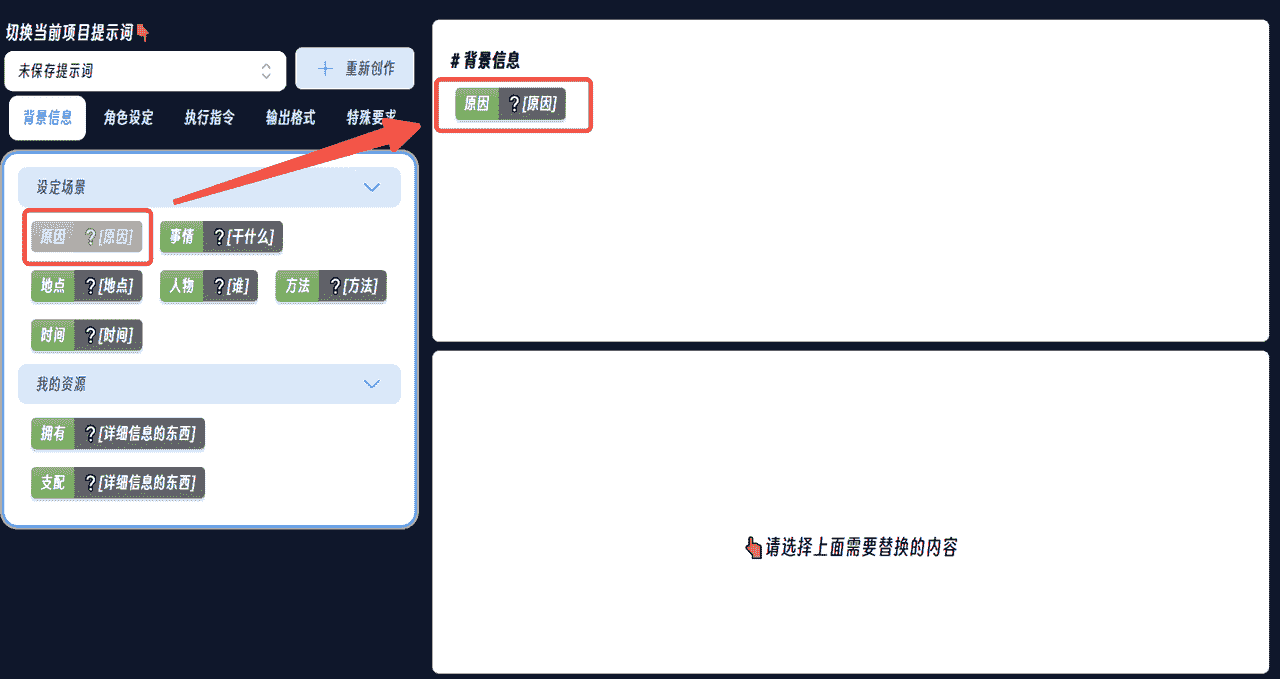 切换当前项目提示词
未保存提示词
重新创作
背景信息 角色设定 执行指令 输出格式 特殊要求
设定场景
原因 ?[原因] 事情 ?[干什么]
地点 ?[地点] 人物 ?[谁] 方法 ?[方法]
时间 ?[时间]
我的资源
拥有 ?[详细信息的东西]
支配 ?[详细信息的东西]
# 背景信息
原因 ?[原因]
请选择上面需要替换的内容